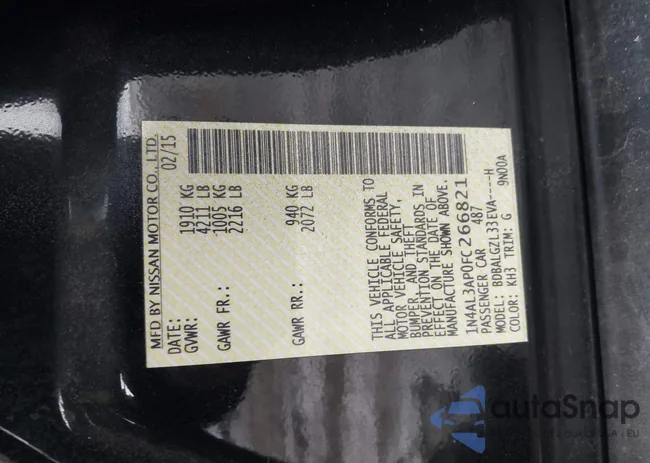 MFD BY NISSAN MOTOR CO., LTD.
DATE: 02/15
GVWR: 1910 KG
4211 LB
GAWR FR.: 1005 KG
2216 LB
GAWR RR.: 940 KG
2072 LB
THIS VEHICLE CONFORMS TO
ALL APPLICABLE FEDERAL
MOTOR VEHICLE SAFETY,
BUMPER, AND THEFT
PREVENTION STANDARDS IN
EFFECT ON THE DATE OF
MANUFACTURE SHOWN ABOVE.
1N4AL3AP0FC266821
PASSENGER CAR 487
MODEL: BDBALGZL33EVA----H
COLOR: KH3 TRIM: G 9N00A
autoSnap